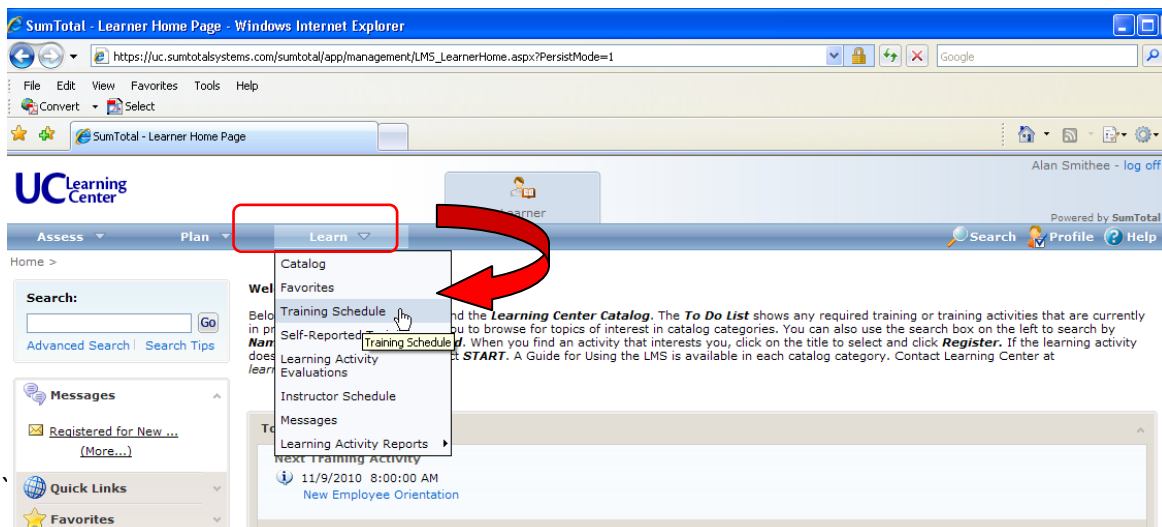 SumTotal - Learner Home Page - Windows Internet Explorer
https://uc.sumtotalsystems.com/sumtotal/app/management/LMS_LearnerHome.aspx?PersistMode=1
Google
File Edit View Favorites Tools Help
Convert Select
SumTotal - Learner Home Page
Alan Smithee - log off
UC Learning Center
Learner
Powered by SumTotal
Assess Plan Learn Search Profile Help
Home >
Catalog
Favorites
Training Schedule
Self-Reported
Training Schedule
Learning Activity
Evaluations
Instructor Schedule
Messages
Learning Activity Reports
Search:
Go
Advanced Search | Search Tips
Messages
Registered for New ...
(More...)
Quick Links
Favorites
nd the Learning Center Catalog. The To Do List shows any required training or training activities that are currently
in pr ou to browse for topics of interest in catalog categories. You can also use the search box on the left to search by
d. When you find an activity that interests you, click on the title to select and click Register. If the learning activity
does ct START. A Guide for Using the LMS is available in each catalog category. Contact Learning Center at
Next Training Activity
11/9/2010 8:00:00 AM
New Employee Orientation